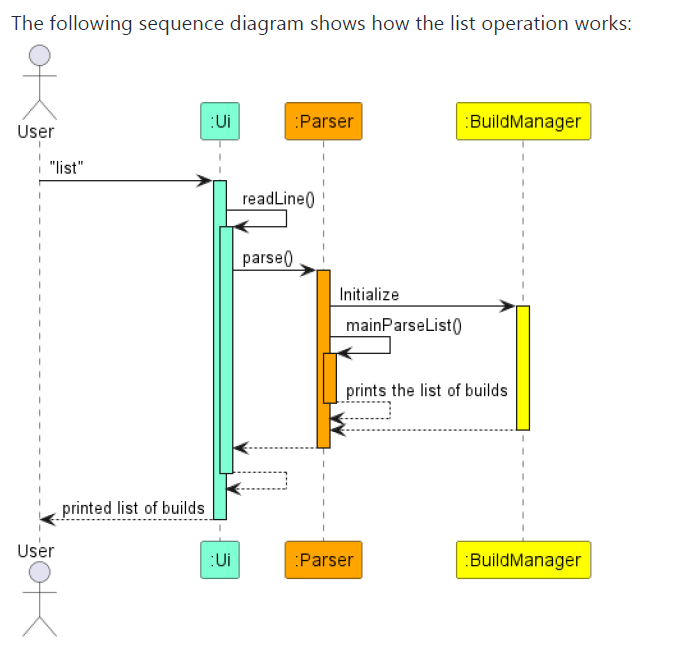 The following sequence diagram shows how the list operation works:
User
:Ui
:Parser
:BuildManager
"list"
readLine()
parse()
Initialize
mainParseList()
prints the list of builds
printed list of builds
User
:Ui
:Parser
:BuildManager